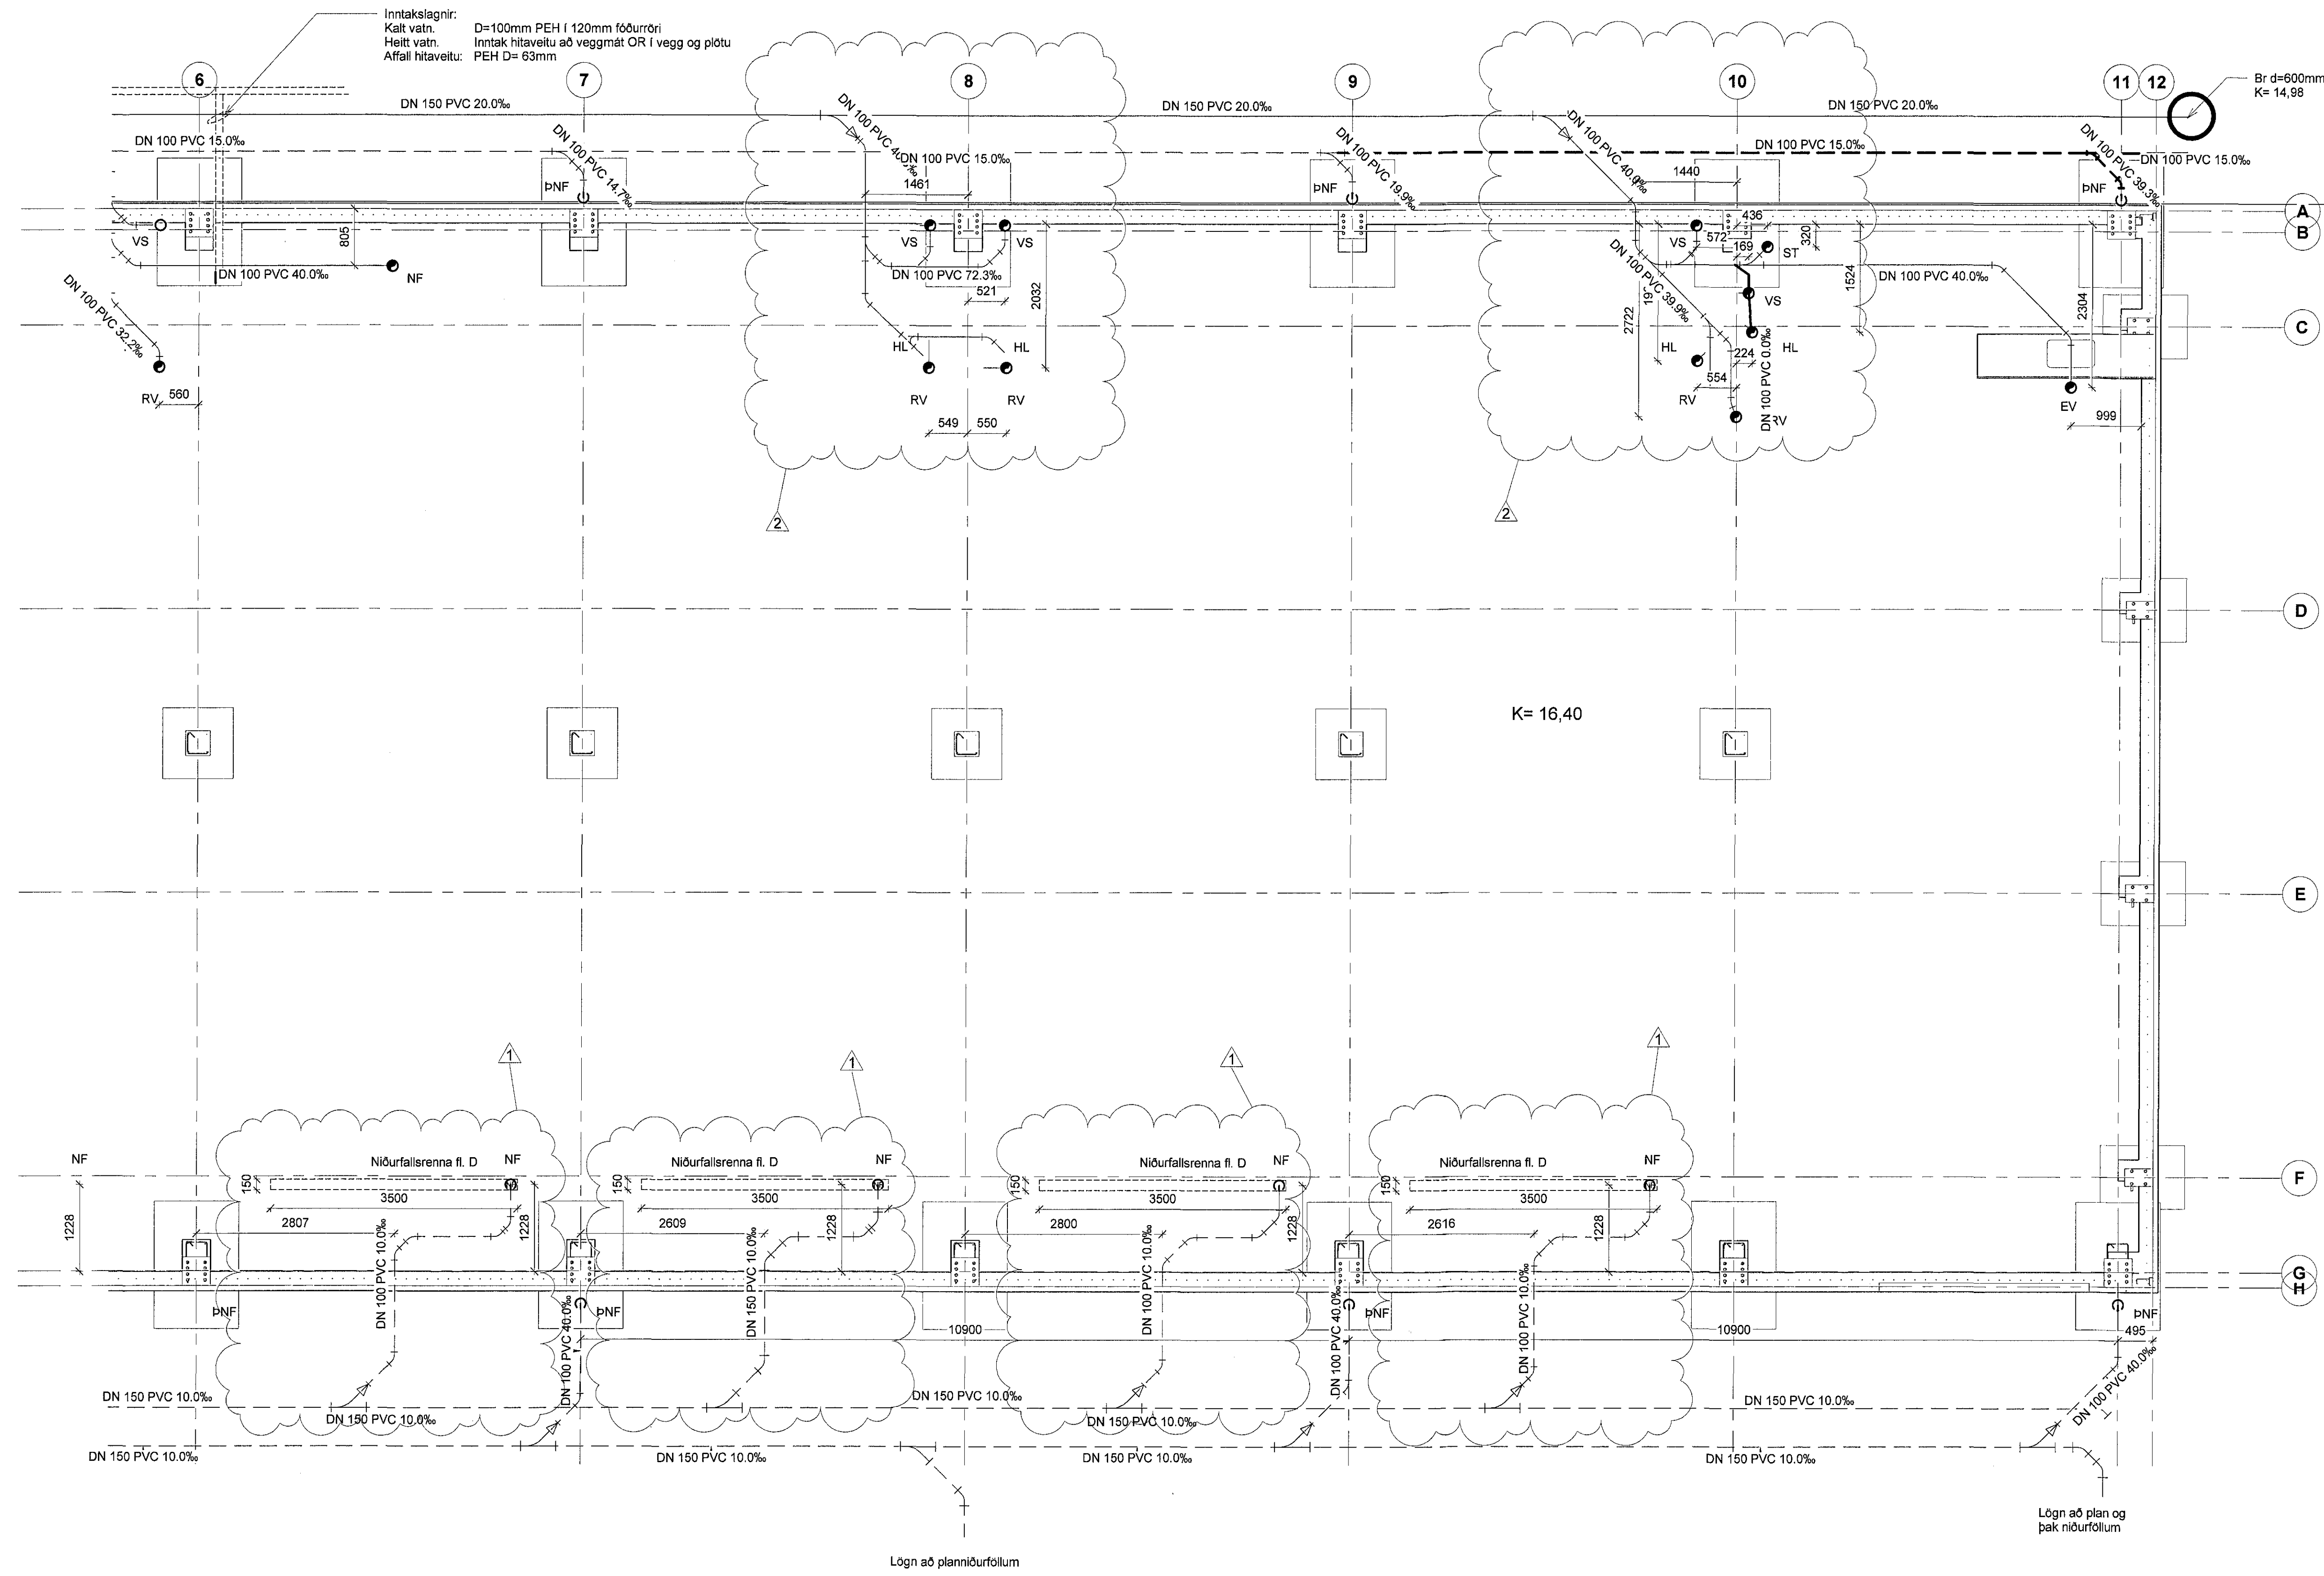 Inntakslagnir:
Kalt vatn. D=100mm PEH í 120mm fóðurröri
Heitt vatn. Inntak hitaveitu að veggmát OR í vegg og plötu
Affall hitaveitu: PEH D= 63mm
6
7
8
9
10
11
12
Br d=600mm
K= 14,98
DN 150 PVC 20.0‰
DN 150 PVC 20.0‰
DN 150 PVC 20.0‰
DN 100 PVC 15.0‰
DN 100 PVC 14.7‰
DN 100 PVC 15.0‰
DN 100 PVC 19.9‰
DN 100 PVC 40.0‰
DN 100 PVC 15.0‰
DN 100 PVC 39.3‰
DN 100 PVC 15.0‰
ÞNF
1461
ÞNF
1440
ÞNF
A
B
VS
805
DN 100 PVC 40.0‰
NF
VS
VS
DN 100 PVC 72.3‰
521
2032
VS
572
436
169
320
ST
DN 100 PVC 39.9‰
DN 100 PVC 40.0‰
VS
1524
2304
2722
C
DN 100 PVC 32.2‰
RV
560
HL
HL
RV
RV
549
550
HL
HL
224
554
RV
DN 100 PVC 0.0‰
RV
EV
999
2
2
D
K= 16,40
E
1
1
1
1
NF
Niðurfallsrenna fl. D
NF
Niðurfallsrenna fl. D
NF
Niðurfallsrenna fl. D
NF
Niðurfallsrenna fl. D
NF
F
150
3500
150
3500
150
3500
150
3500
1228
2807
1228
2609
1228
2800
1228
2616
1228
G
H
ÞNF
DN 100 PVC 10.0‰
DN 100 PVC 40.0‰
ÞNF
DN 150 PVC 10.0‰
10900
DN 100 PVC 10.0‰
DN 100 PVC 40.0‰
ÞNF
DN 100 PVC 10.0‰
10900
ÞNF
495
DN 100 PVC 40.0‰
DN 150 PVC 10.0‰
DN 150 PVC 10.0‰
DN 150 PVC 10.0‰
DN 150 PVC 10.0‰
DN 150 PVC 10.0‰
DN 150 PVC 10.0‰
DN 150 PVC 10.0‰
DN 150 PVC 10.0‰
DN 150 PVC 10.0‰
Lögn að planniðurföllum
Lögn að plan og
þak niðurföllum